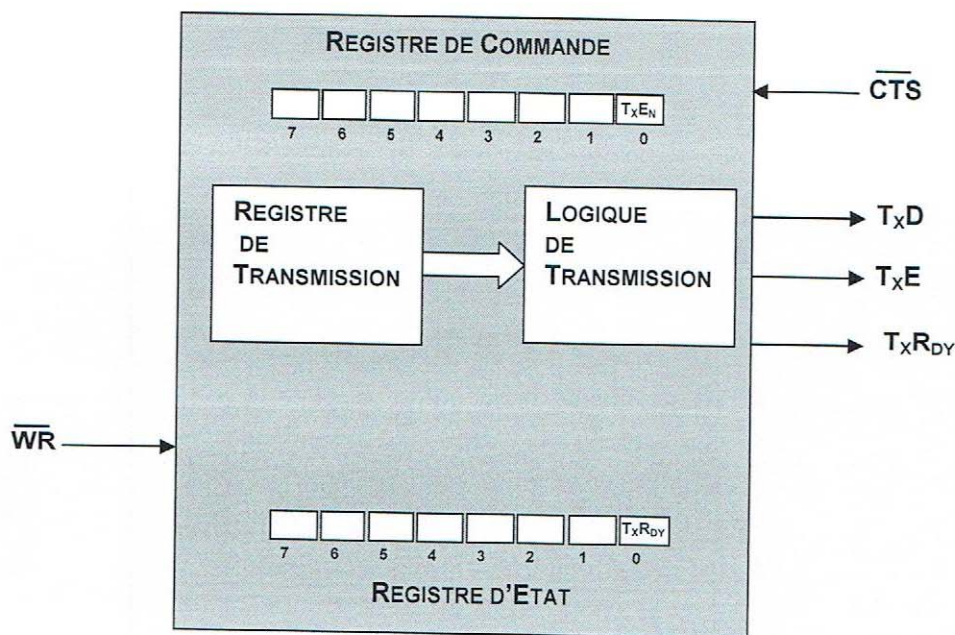 REGISTRE DE COMMANDE
CTS
TXEN
7 6 5 4 3 2 1 0
REGISTRE
DE
TRANSMISSION
LOGIQUE
DE
TRANSMISSION
TXD
TXE
TXRDY
WR
TXRDY
7 6 5 4 3 2 1 0
REGISTRE D'ETAT